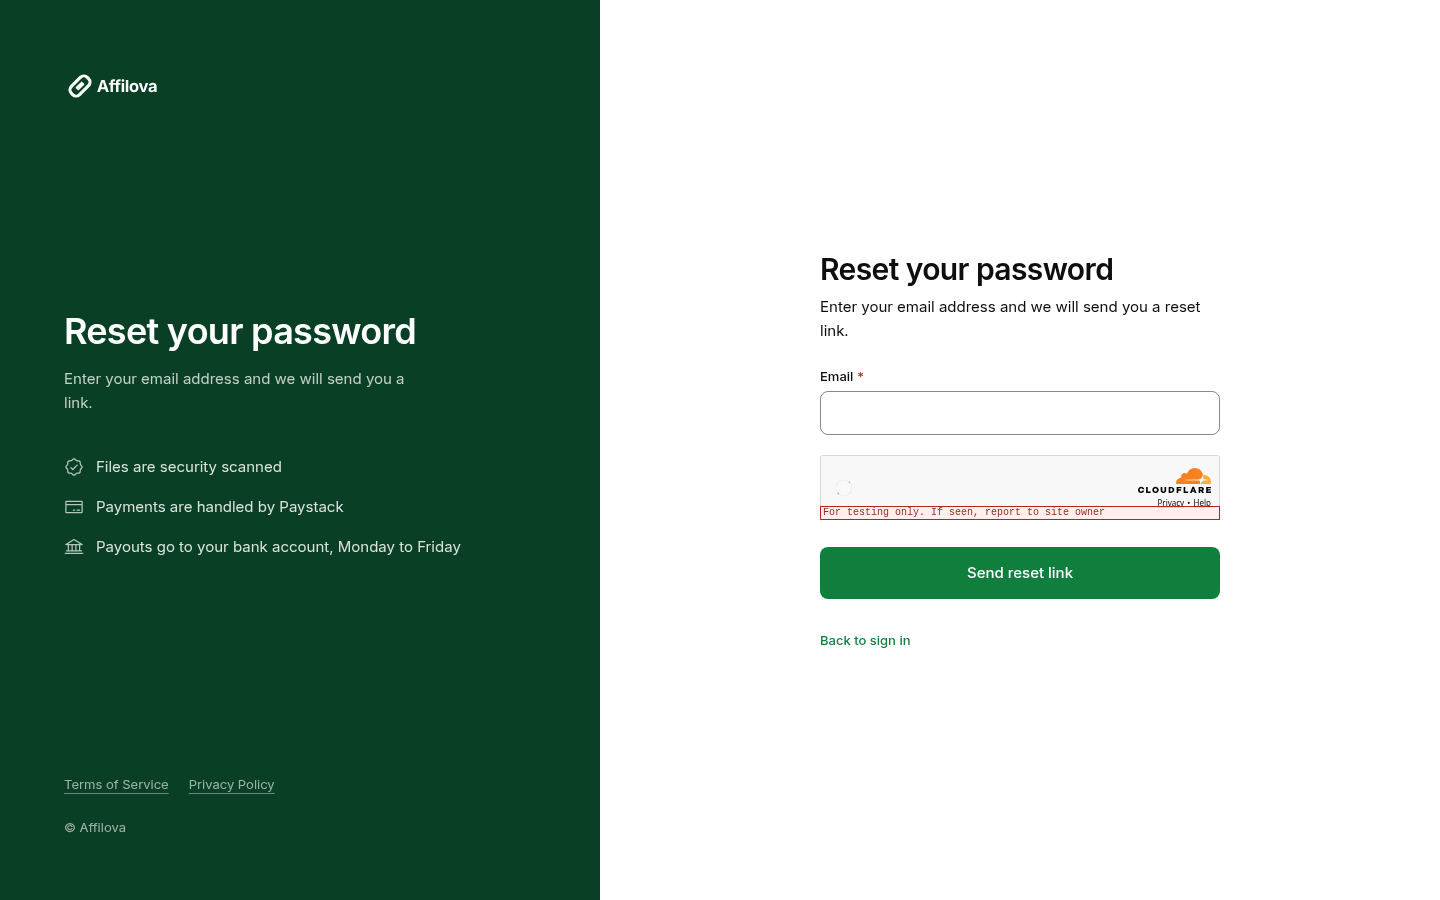 Affilova
Reset your password
Enter your email address and we will send you a
link.
Files are security scanned
Payments are handled by Paystack
Payouts go to your bank account, Monday to Friday
Terms of Service Privacy Policy
© Affilova
Reset your password
Enter your email address and we will send you a reset
link.
Email *
CLOUDFLARE
Privacy • Help
For testing only. If seen, report to site owner
Send reset link
Back to sign in